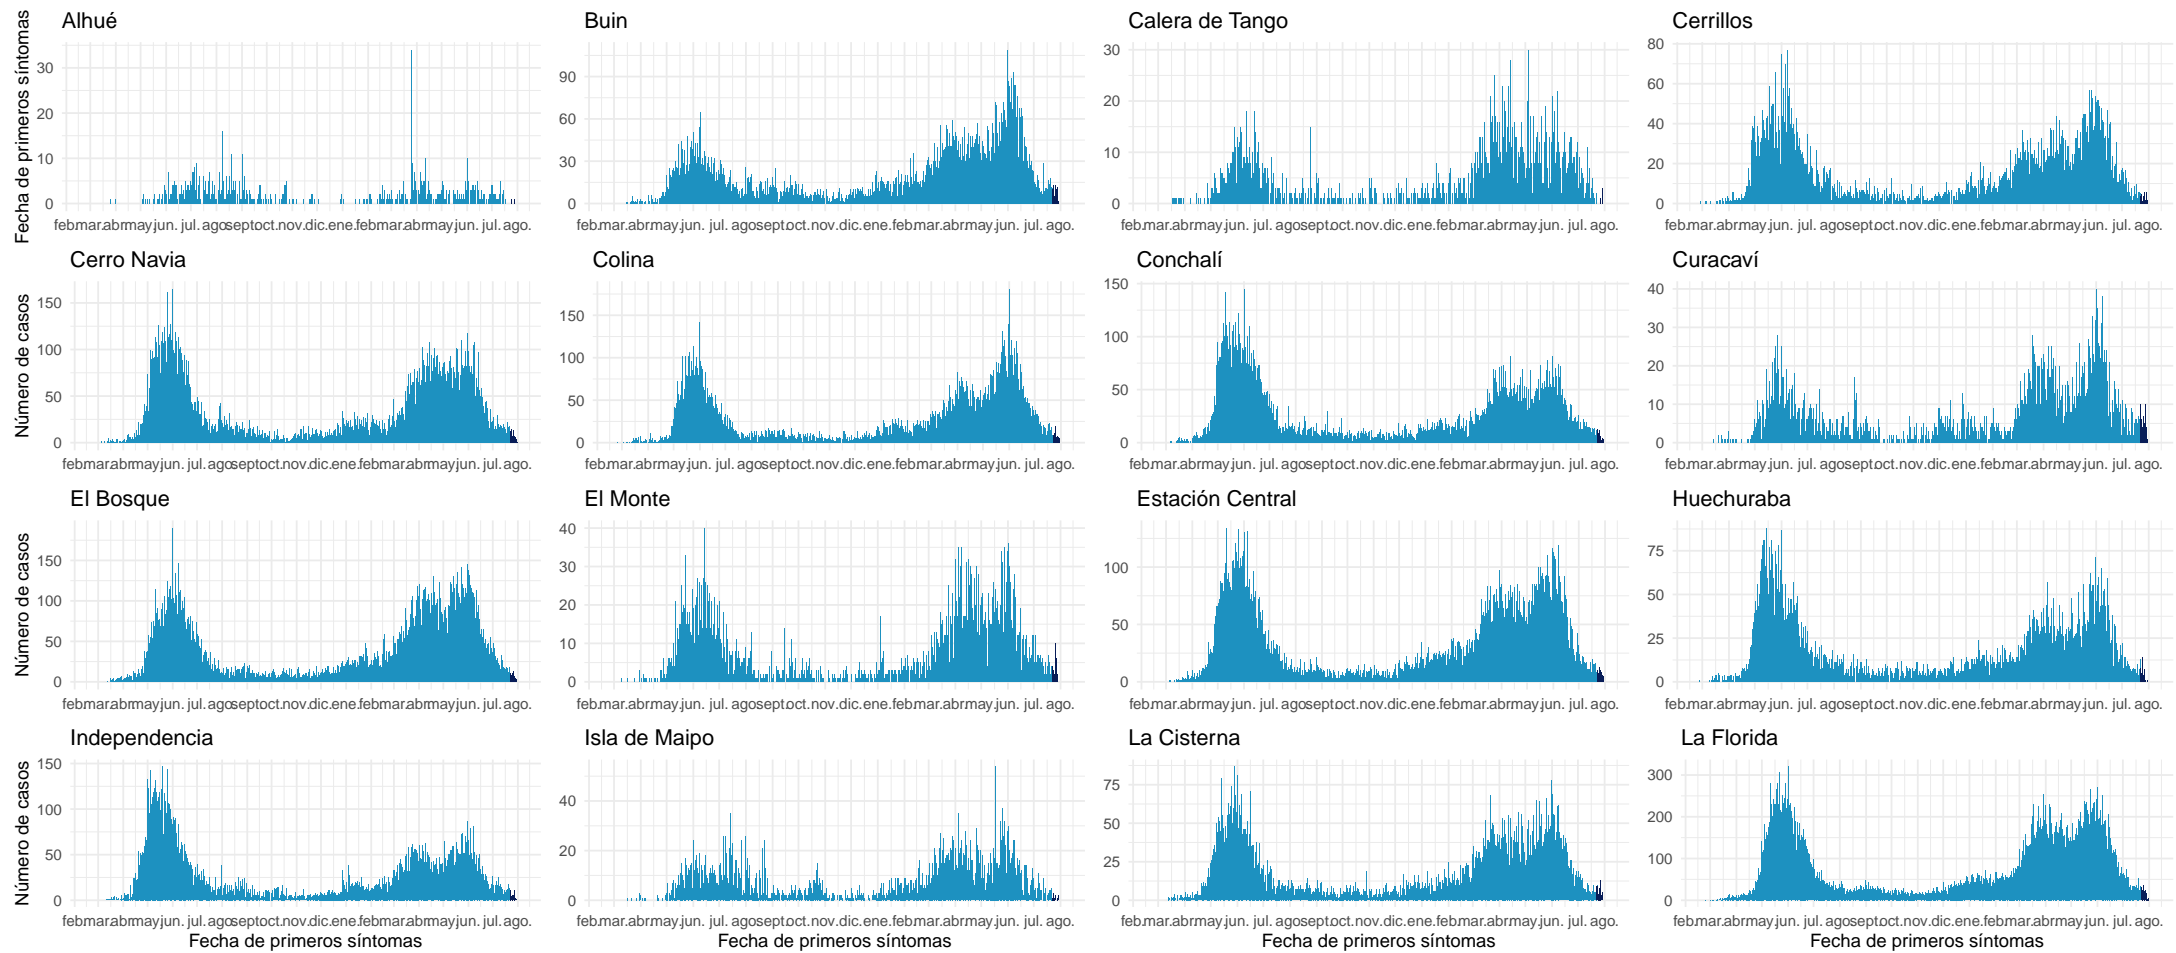 Alhué
Buin
Calera de Tango
Cerrillos
Fecha de primeros síntomas
30
20
10
0
90
60
30
0
30
20
10
0
80
60
40
20
0
feb.mar.abr.may.jun. jul. ago.sept.oct.nov.dic.ene.feb.mar.abr.may.jun. jul. ago.
feb.mar.abr.may.jun. jul. ago.sept.oct.nov.dic.ene.feb.mar.abr.may.jun. jul. ago.
feb.mar.abr.may.jun. jul. ago.sept.oct.nov.dic.ene.feb.mar.abr.may.jun. jul. ago.
feb.mar.abr.may.jun. jul. ago.sept.oct.nov.dic.ene.feb.mar.abr.may.jun. jul. ago.
Cerro Navia
Colina
Conchalí
Curacaví
Número de casos
150
100
50
0
150
100
50
0
150
100
50
0
40
30
20
10
0
feb.mar.abr.may.jun. jul. ago.sept.oct.nov.dic.ene.feb.mar.abr.may.jun. jul. ago.
feb.mar.abr.may.jun. jul. ago.sept.oct.nov.dic.ene.feb.mar.abr.may.jun. jul. ago.
feb.mar.abr.may.jun. jul. ago.sept.oct.nov.dic.ene.feb.mar.abr.may.jun. jul. ago.
feb.mar.abr.may.jun. jul. ago.sept.oct.nov.dic.ene.feb.mar.abr.may.jun. jul. ago.
El Bosque
El Monte
Estación Central
Huechuraba
Número de casos
150
100
50
0
40
30
20
10
0
100
50
0
75
50
25
0
feb.mar.abr.may.jun. jul. ago.sept.oct.nov.dic.ene.feb.mar.abr.may.jun. jul. ago.
feb.mar.abr.may.jun. jul. ago.sept.oct.nov.dic.ene.feb.mar.abr.may.jun. jul. ago.
feb.mar.abr.may.jun. jul. ago.sept.oct.nov.dic.ene.feb.mar.abr.may.jun. jul. ago.
feb.mar.abr.may.jun. jul. ago.sept.oct.nov.dic.ene.feb.mar.abr.may.jun. jul. ago.
Independencia
Isla de Maipo
La Cisterna
La Florida
Número de casos
150
100
50
0
40
20
0
75
50
25
0
300
200
100
0
feb.mar.abr.may.jun. jul. ago.sept.oct.nov.dic.ene.feb.mar.abr.may.jun. jul. ago.
feb.mar.abr.may.jun. jul. ago.sept.oct.nov.dic.ene.feb.mar.abr.may.jun. jul. ago.
feb.mar.abr.may.jun. jul. ago.sept.oct.nov.dic.ene.feb.mar.abr.may.jun. jul. ago.
feb.mar.abr.may.jun. jul. ago.sept.oct.nov.dic.ene.feb.mar.abr.may.jun. jul. ago.
Fecha de primeros síntomas
Fecha de primeros síntomas
Fecha de primeros síntomas
Fecha de primeros síntomas